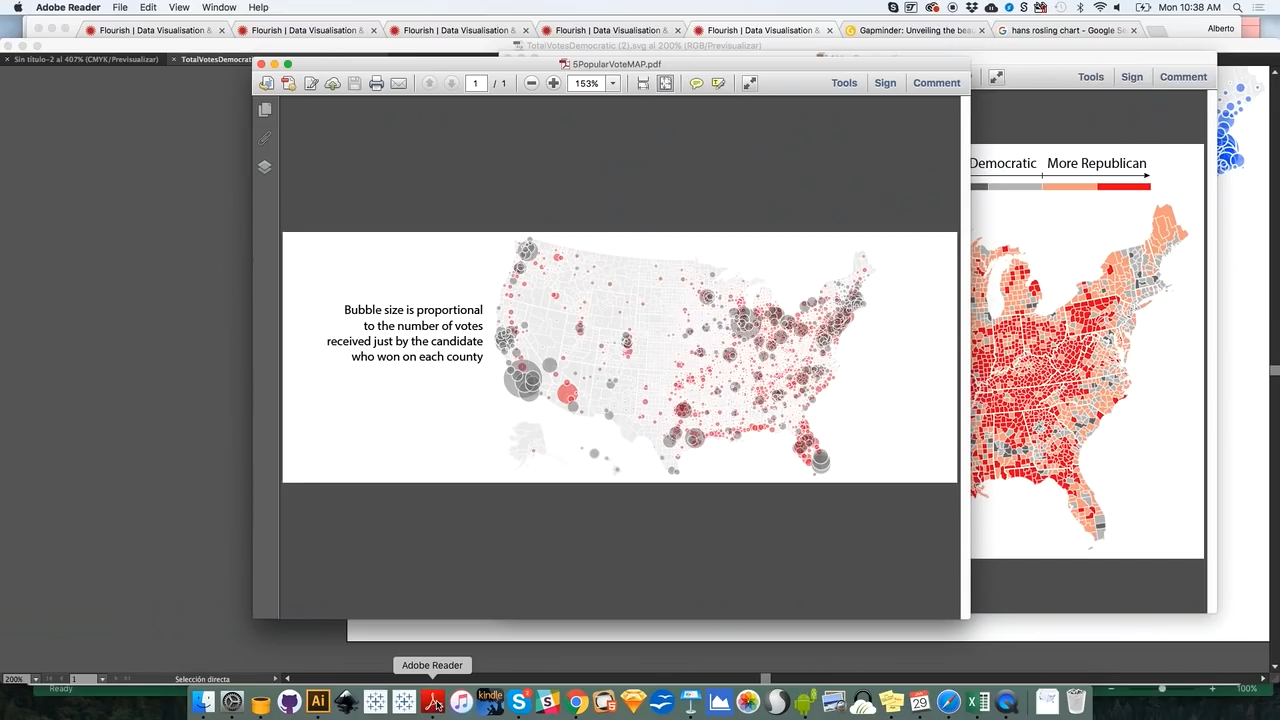 Adobe Reader File Edit View Window Help
Mon 10:38 AM
Flourish | Data Visualisation &
Flourish | Data Visualisation &
Flourish | Data Visualisation &
Flourish | Data Visualisation &
Flourish | Data Visualisation &
Gapminder: Unveiling the beau
hans rosling chart - Google Se
Alberto
TotalVotesDemocratic (2).svg al 200% (RGB/Previsualizar)
Sin título-2 al 407% (CMYK/Previsualizar)
TotalVotesDemocrat
5PopularVoteMAP.pdf
1 / 1
153%
Tools Sign Comment
Tools Sign Comment
Democratic More Republican
Bubble size is proportional
to the number of votes
received just by the candidate
who won on each county
Adobe Reader
200%
1
Selección directa
Ready
100%
kindle
29